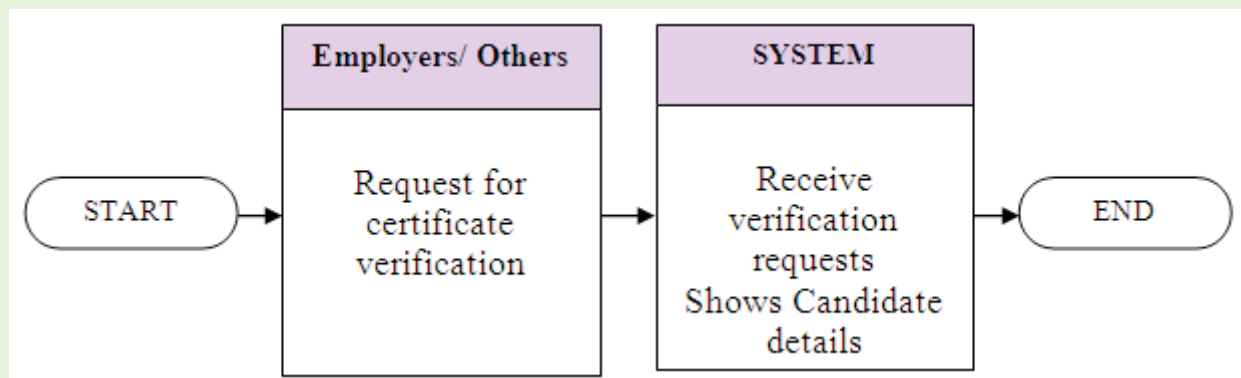 START
Employers/ Others
Request for
certificate
verification
SYSTEM
Receive
verification
requests
Shows Candidate
details
END